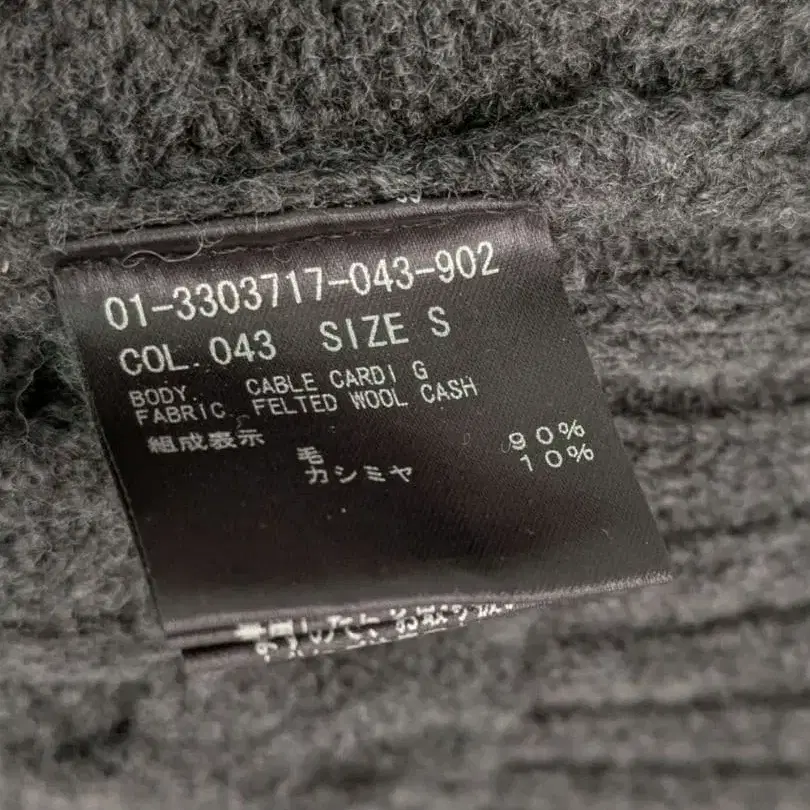 01-3303717-043-902
COL. 043 SIZE S
BODY. CABLE CARDI G
FABRIC. FELTED WOOL CASH
組成表示
毛 90%
カシミヤ 10%